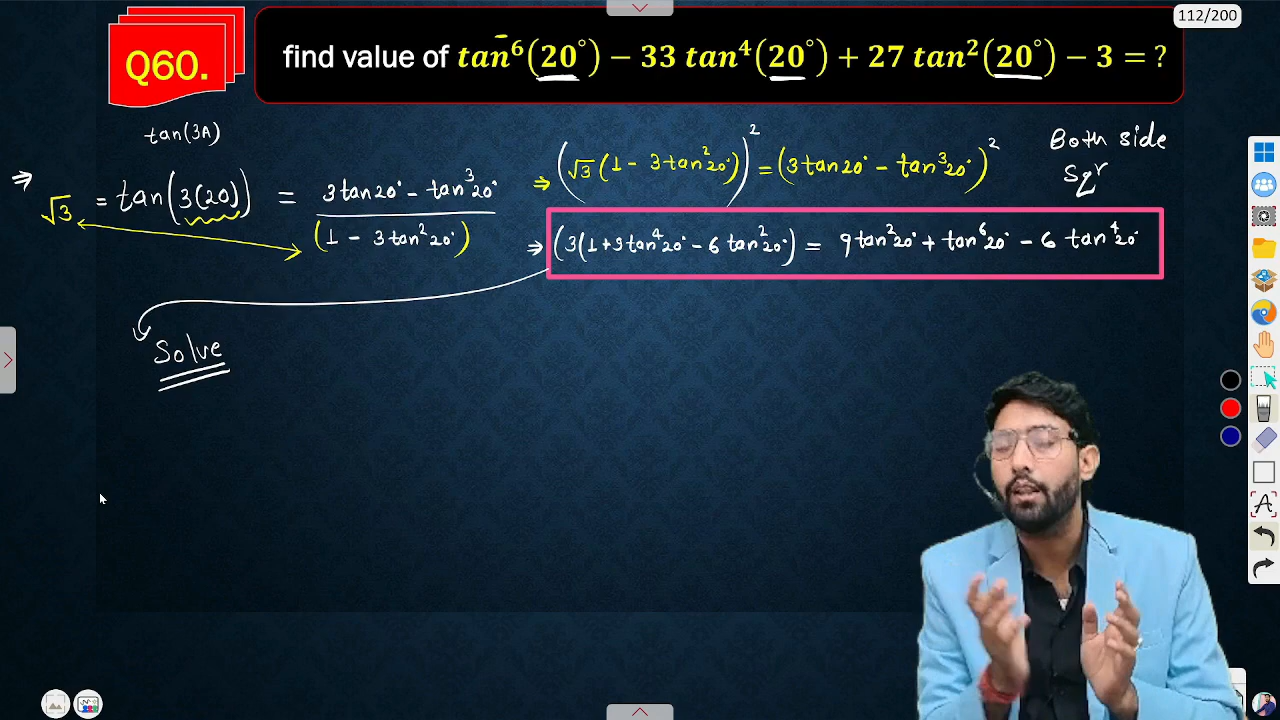 112/200
Q60.
find value of tan⁶(20°) − 33 tan⁴(20°) + 27 tan²(20°) − 3 = ?
tan(3A)
⇒ √3 = tan(3(20)) = (3tan20° − tan³20°) / (1 − 3tan²20°)
⇒ (√3(1 − 3tan²20°))² = (3tan20° − tan³20°)²
Both side
Sqr
⇒ (3(1+9tan⁴20° − 6tan²20°) = 9tan²20° + tan⁶20° − 6 tan⁴20°
Solve
A